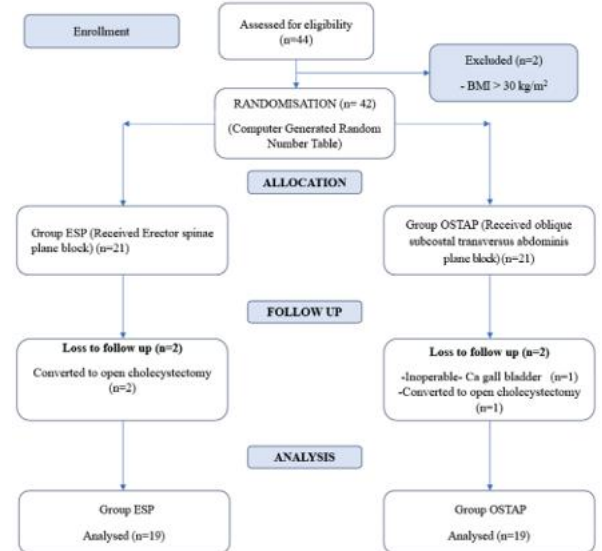 Enrollment
Assessed for eligibility
(n=44)
Excluded (n=2)
- BMI > 30 kg/m²
RANDOMISATION (n= 42)
(Computer Generated Random
Number Table)
ALLOCATION
Group ESP (Received Erector spinae
plane block) (n=21)
Group OSTAP (Received oblique
subcostal transversus abdominis
plane block) (n=21)
FOLLOW UP
Loss to follow up (n=2)
Converted to open cholecystectomy
(n=2)
Loss to follow up (n=2)
-Inoperable- Ca gall bladder (n=1)
-Converted to open cholecystectomy
(n=1)
ANALYSIS
Group ESP
Analysed (n=19)
Group OSTAP
Analysed (n=19)